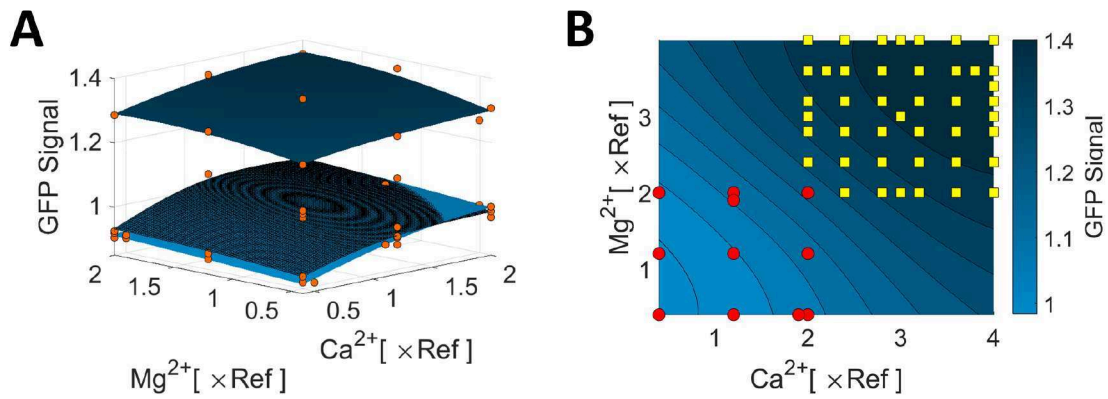 A
1.4
1.2
1
GFP Signal
2
1.5
1
0.5
0.5
1
1.5
2
Mg²⁺[ ×Ref ]
Ca²⁺[ ×Ref ]
B
3
2
1
Mg²⁺[ ×Ref ]
1
2
3
4
Ca²⁺[ ×Ref ]
1.4
1.3
1.2
1.1
1
GFP Signal